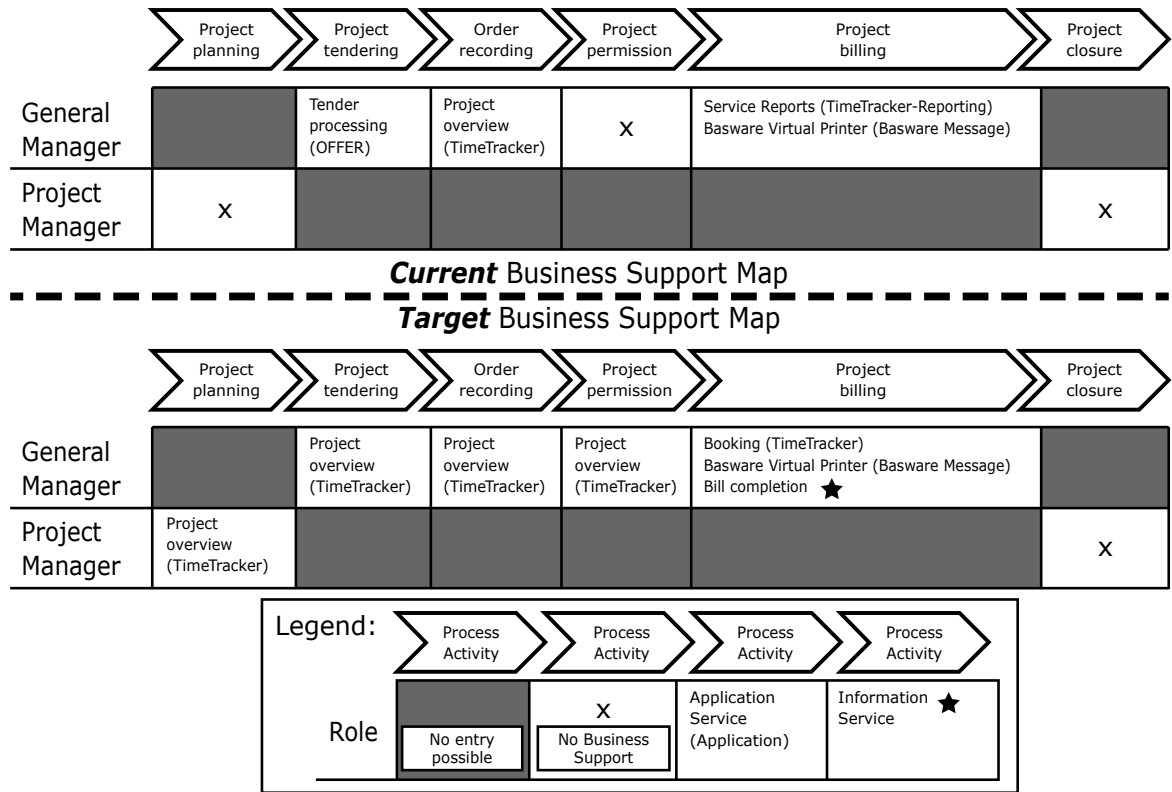 Project planning
Project tendering
Order recording
Project permission
Project billing
Project closure
General Manager
Tender processing (OFFER)
Project overview (TimeTracker)
x
Service Reports (TimeTracker-Reporting)
Basware Virtual Printer (Basware Message)
Project Manager
x
x
Current Business Support Map
Target Business Support Map
Project planning
Project tendering
Order recording
Project permission
Project billing
Project closure
General Manager
Project overview (TimeTracker)
Project overview (TimeTracker)
Project overview (TimeTracker)
Booking (TimeTracker)
Basware Virtual Printer (Basware Message)
Bill completion
Project Manager
Project overview (TimeTracker)
x
Legend:
Process Activity
Process Activity
Process Activity
Process Activity
Role
No entry possible
x
No Business Support
Application Service (Application)
Information Service